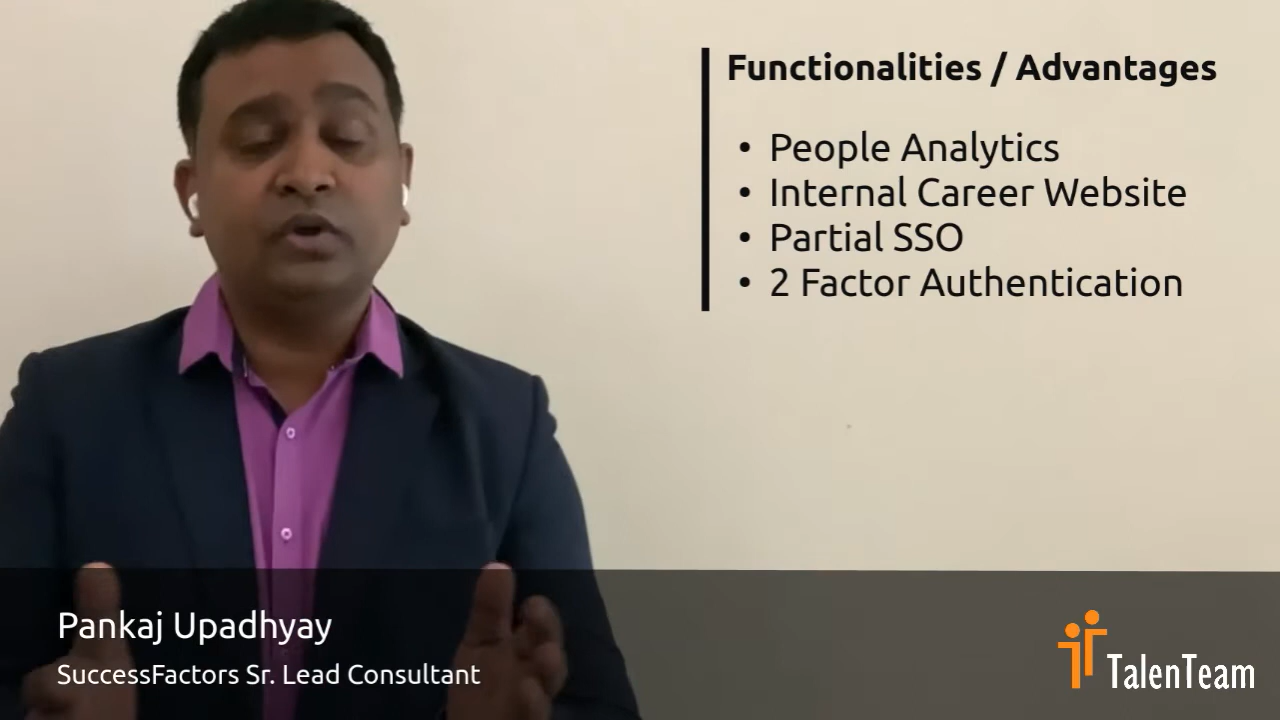 Functionalities / Advantages
• People Analytics
• Internal Career Website
• Partial SSO
• 2 Factor Authentication
Pankaj Upadhyay
SuccessFactors Sr. Lead Consultant
TalenTeam